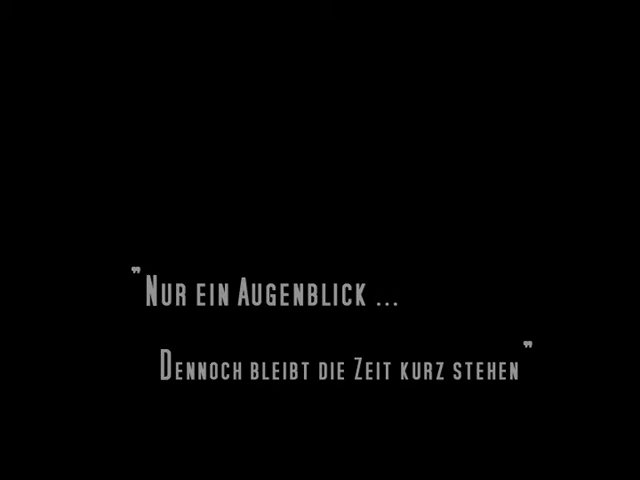 "Nur ein Augenblick ...
Dennoch bleibt die Zeit kurz stehen"